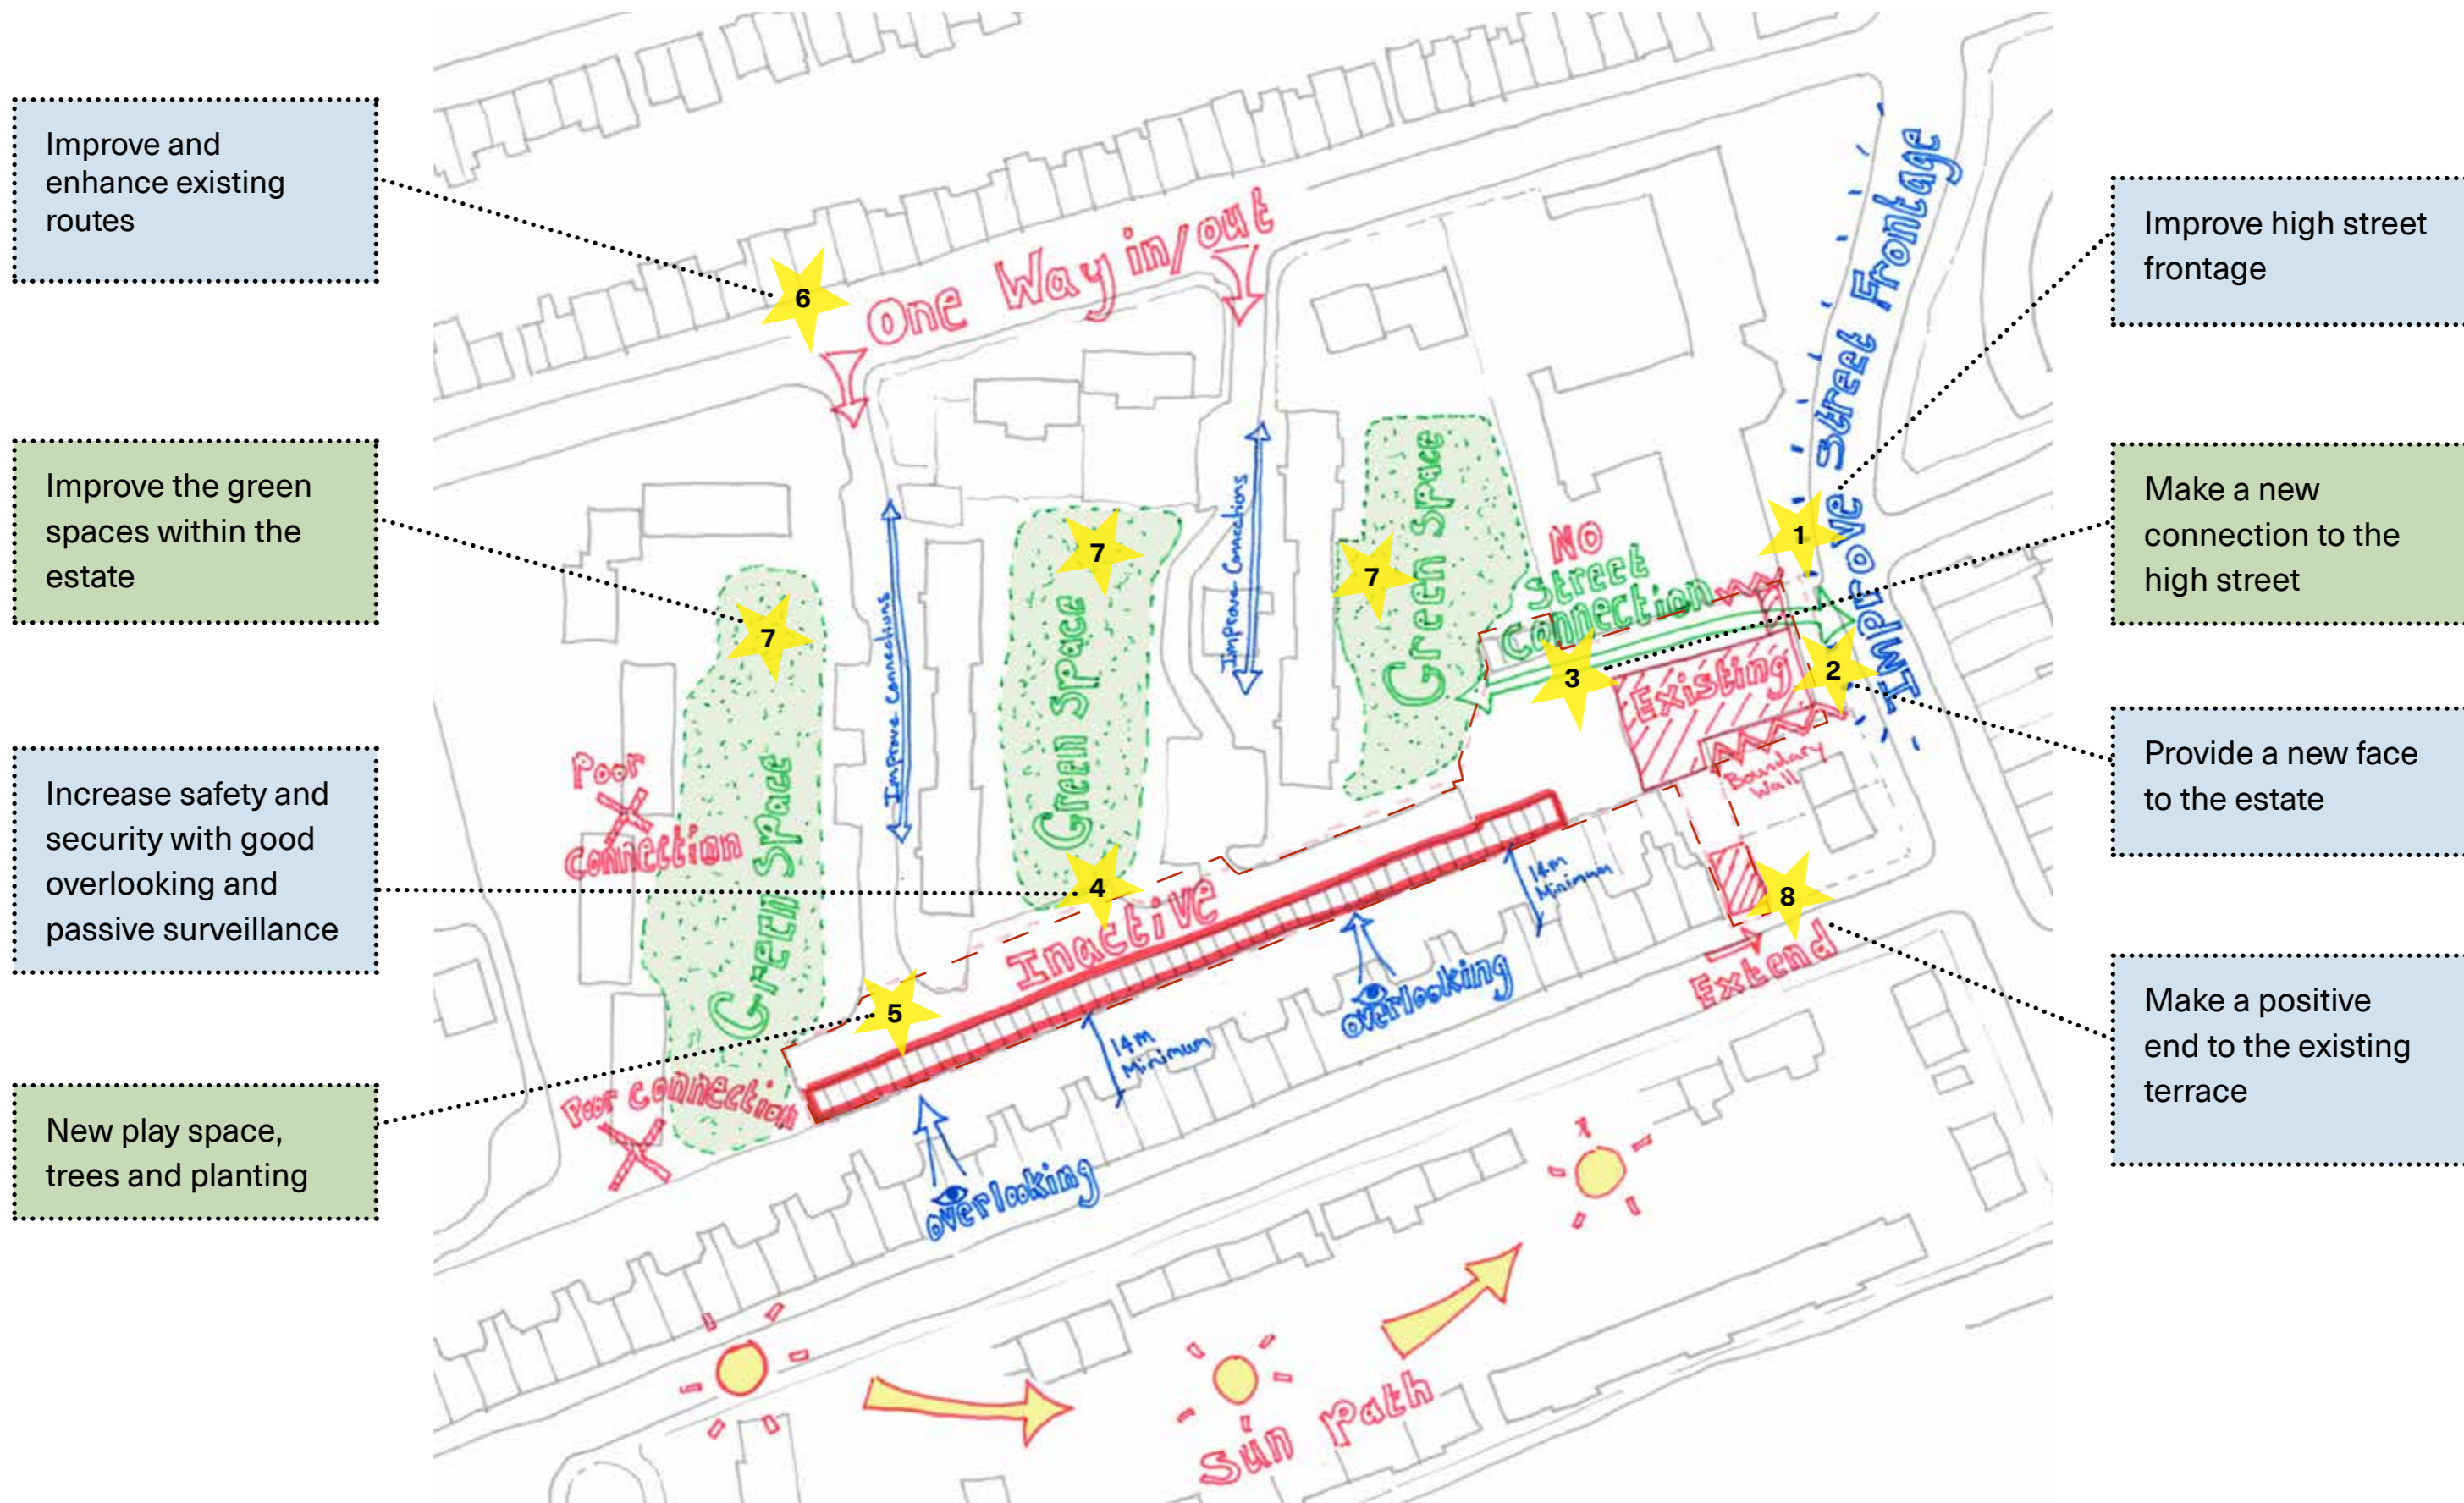 Improve and
enhance existing
routes
Improve the green
spaces within the
estate
Increase safety and
security with good
overlooking and
passive surveillance
New play space,
trees and planting
Improve high street
frontage
Make a new
connection to the
high street
Provide a new face
to the estate
Make a positive
end to the existing
terrace
One Way in/out
Improve Street Frontage
6
7
7
7
1
2
3
4
5
8
Improve Connections
Improve Connections
Green Space
Green Space
Green Space
NO
Street
Connection
Existing
Boundary
Wall
Poor
Connection
Poor connection
Inactive
14m
Minimum
14m
Minimum
overlooking
overlooking
Extend
Sun Path